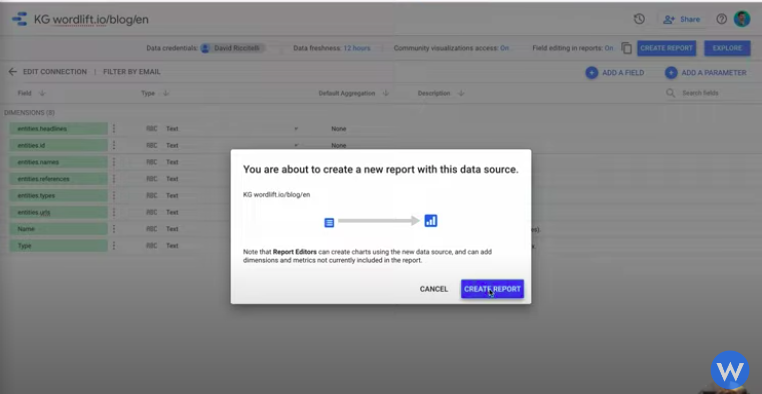 KG wordlift.io/blog/en
Share
Data credentials: David Riccitelli Data freshness: 12 hours Community visualizations access: On Field editing in reports: On CREATE REPORT EXPLORE
EDIT CONNECTION | FILTER BY EMAIL ADD A FIELD ADD A PARAMETER
Field Type Default Aggregation Description Search fields
DIMENSIONS (8)
entities.headlines RBC Text None
entities.id RBC Text None
entities.names RBC Text
entities.references RBC Text
entities.types RBC Text
entities.urls RBC Text
Name RBC Text
Type RBC Text
You are about to create a new report with this data source.
KG wordlift.io/blog/en
Note that Report Editors can create charts using the new data source, and can add
dimensions and metrics not currently included in the report.
CANCEL CREATE REPORT
W